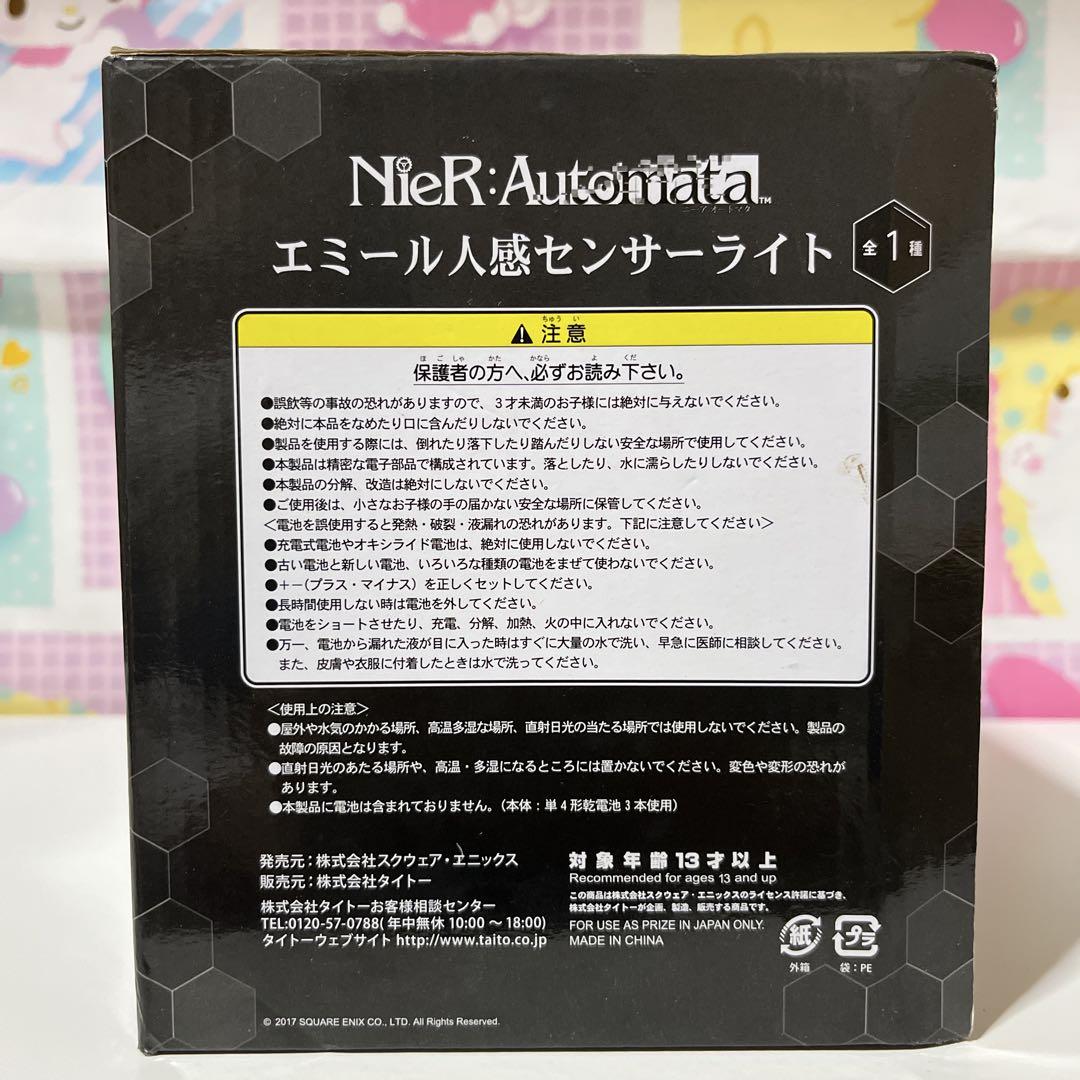 NieR:Automata™
ニーア オートマタ
エミール人感センサーライト
全1種
注意
ちゅう い
ほ ご しゃ かた かなら よ くだ
保護者の方へ、必ずお読み下さい。
●誤飲等の事故の恐れがありますので、３才未満のお子様には絶対に与えないでください。
●絶対に本品をなめたり口に含んだりしないでください。
●製品を使用する際には、倒れたり落下したり踏んだりしない安全な場所で使用してください。
●本製品は精密な電子部品で構成されています。落としたり、水に濡らしたりしないでください。
●本製品の分解、改造は絶対にしないでください。
●ご使用後は、小さなお子様の手の届かない安全な場所に保管してください。
＜電池を誤使用すると発熱・破裂・液漏れの恐れがあります。下記に注意してください＞
●充電式電池やオキシライド電池は、絶対に使用しないでください。
●古い電池と新しい電池、いろいろな種類の電池をまぜて使わないでください。
●＋－(プラス・マイナス）を正しくセットしてください。
●長時間使用しない時は電池を外してください。
●電池をショートさせたり、充電、分解、加熱、火の中に入れないでください。
●万一、電池から漏れた液が目に入った時はすぐに大量の水で洗い、早急に医師に相談してください。
また、皮膚や衣服に付着したときは水で洗ってください。
＜使用上の注意＞
●屋外や水気のかかる場所、高温多湿な場所、直射日光の当たる場所では使用しないでください。製品の
故障の原因となります。
●直射日光のあたる場所や、高温・多湿になるところには置かないでください。変色や変形の恐れが
あります。
●本製品に電池は含まれておりません。（本体：単４形乾電池３本使用）
発売元：株式会社スクウェア・エニックス
販売元：株式会社タイトー
株式会社タイトーお客様相談センター
TEL:0120-57-0788( 年中無休 10:00 ～ 18:00)
タイトーウェブサイト http://www.taito.co.jp
対象年齢13才以上
Recommended for ages 13 and up
この商品は株式会社スクウェア・エニックスのライセンス許諾に基づき、
株式会社タイトーが企画、製造、販売する商品です。
FOR USE AS PRIZE IN JAPAN ONLY.
MADE IN CHINA
紙
外箱
プラ
袋：PE
© 2017 SQUARE ENIX CO., LTD. All Rights Reserved.